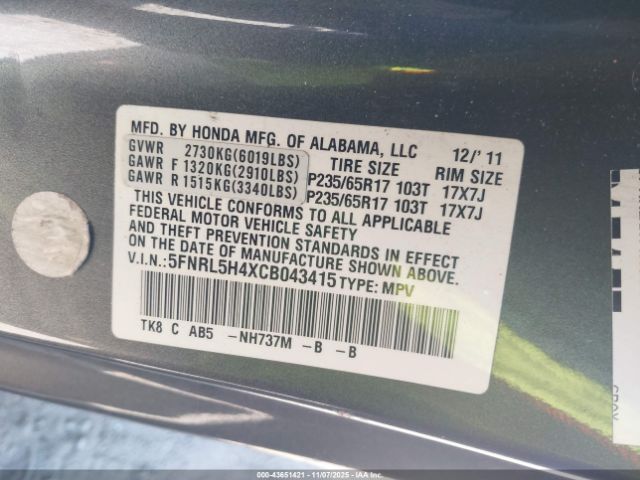 MFD. BY HONDA MFG. OF ALABAMA, LLC 12/'11
GVWR 2730KG(6019LBS) TIRE SIZE RIM SIZE
GAWR F 1320KG(2910LBS) P235/65R17 103T 17X7J
GAWR R 1515KG(3340LBS) P235/65R17 103T 17X7J
THIS VEHICLE CONFORMS TO ALL APPLICABLE
FEDERAL MOTOR VEHICLE SAFETY
AND THEFT PREVENTION STANDARDS IN EFFECT
ON THE DATE OF MANUFACTURE SHOWN ABOVE.
V.I.N.:5FNRL5H4XCB043415 TYPE: MPV
TK8 C AB5 -NH737M -B -B
000-43651421 - 11/07/2025 - IAAI.COM